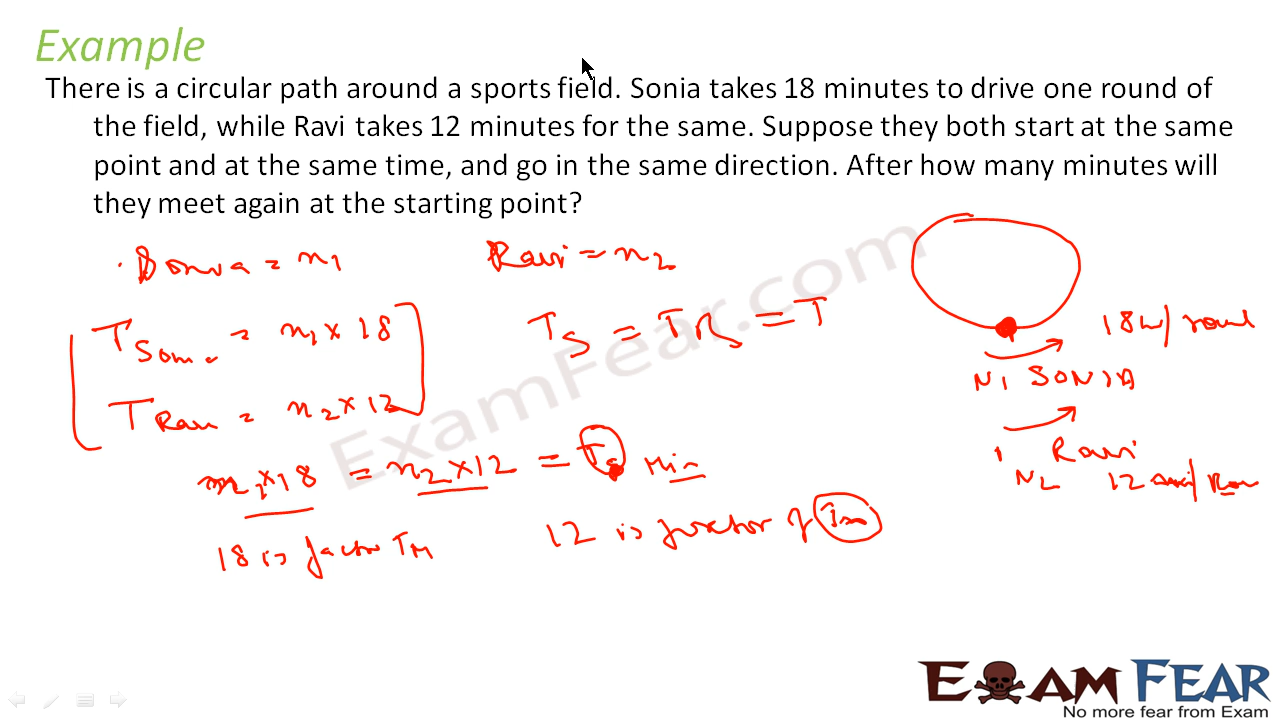 Example
There is a circular path around a sports field. Sonia takes 18 minutes to drive one round of
the field, while Ravi takes 12 minutes for the same. Suppose they both start at the same
point and at the same time, and go in the same direction. After how many minutes will
they meet again at the starting point?
Sonia = n1 Ravi = n2
T = n1 × 18 TS = TR = T
18 / round
N1 SONIA
TRavi = n2 × 12
Ravi
N2 12 /
× 18 = n2 × 12 = T Min
18 is factor TM 12 is factor of
ExamFear.com
EXAM FEAR
No more fear from Exam